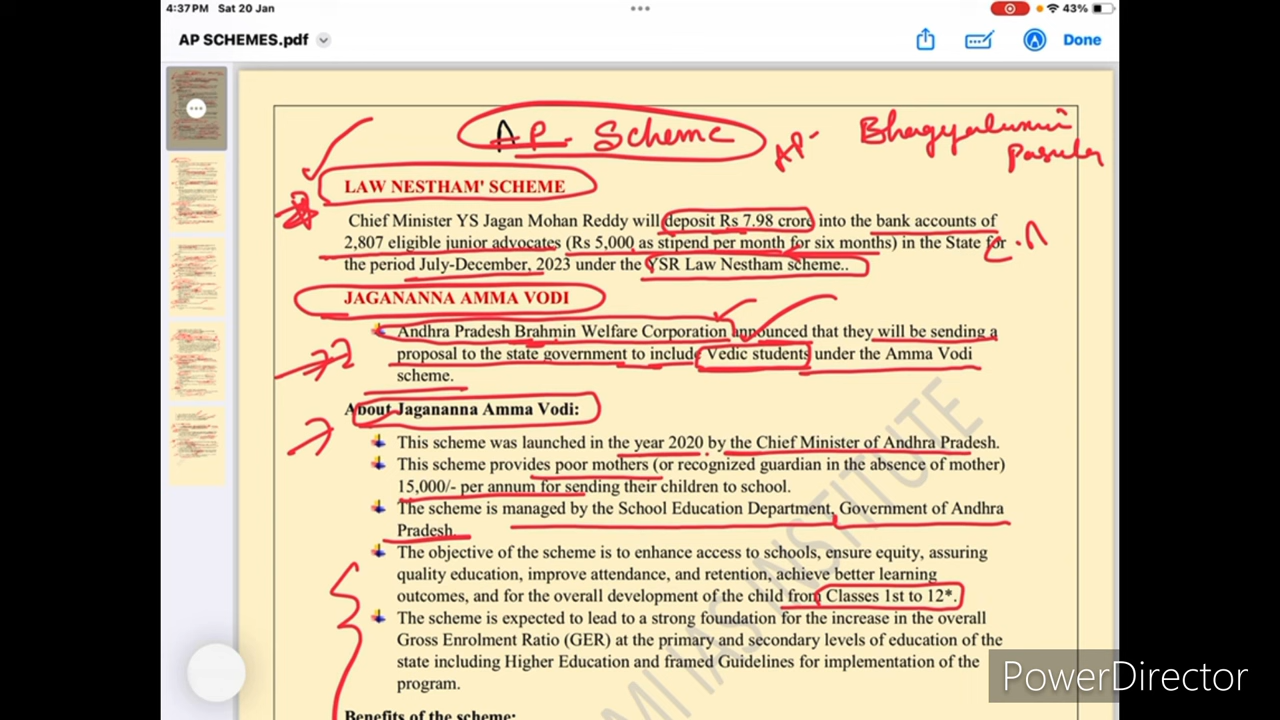 4:37 PM Sat 20 Jan
43%
AP SCHEMES.pdf
Done
AP Scheme
AP-
LAW NESTHAM' SCHEME
Chief Minister YS Jagan Mohan Reddy will deposit Rs 7.98 crore into the bank accounts of
2,807 eligible junior advocates (Rs 5,000 as stipend per month for six months) in the State for
the period July-December, 2023 under the YSR Law Nestham scheme..
JAGANANNA AMMA VODI
Andhra Pradesh Brahmin Welfare Corporation announced that they will be sending a
proposal to the state government to include Vedic students under the Amma Vodi
scheme.
About Jagananna Amma Vodi:
This scheme was launched in the year 2020 by the Chief Minister of Andhra Pradesh.
This scheme provides poor mothers (or recognized guardian in the absence of mother)
15,000/- per annum for sending their children to school.
The scheme is managed by the School Education Department, Government of Andhra
Pradesh.
The objective of the scheme is to enhance access to schools, ensure equity, assuring
quality education, improve attendance, and retention, achieve better learning
outcomes, and for the overall development of the child from Classes 1st to 12*.
The scheme is expected to lead to a strong foundation for the increase in the overall
Gross Enrolment Ratio (GER) at the primary and secondary levels of education of the
state including Higher Education and framed Guidelines for implementation of the
program.
Benefits of the scheme:
MI IAS INSTITUTE
PowerDirector